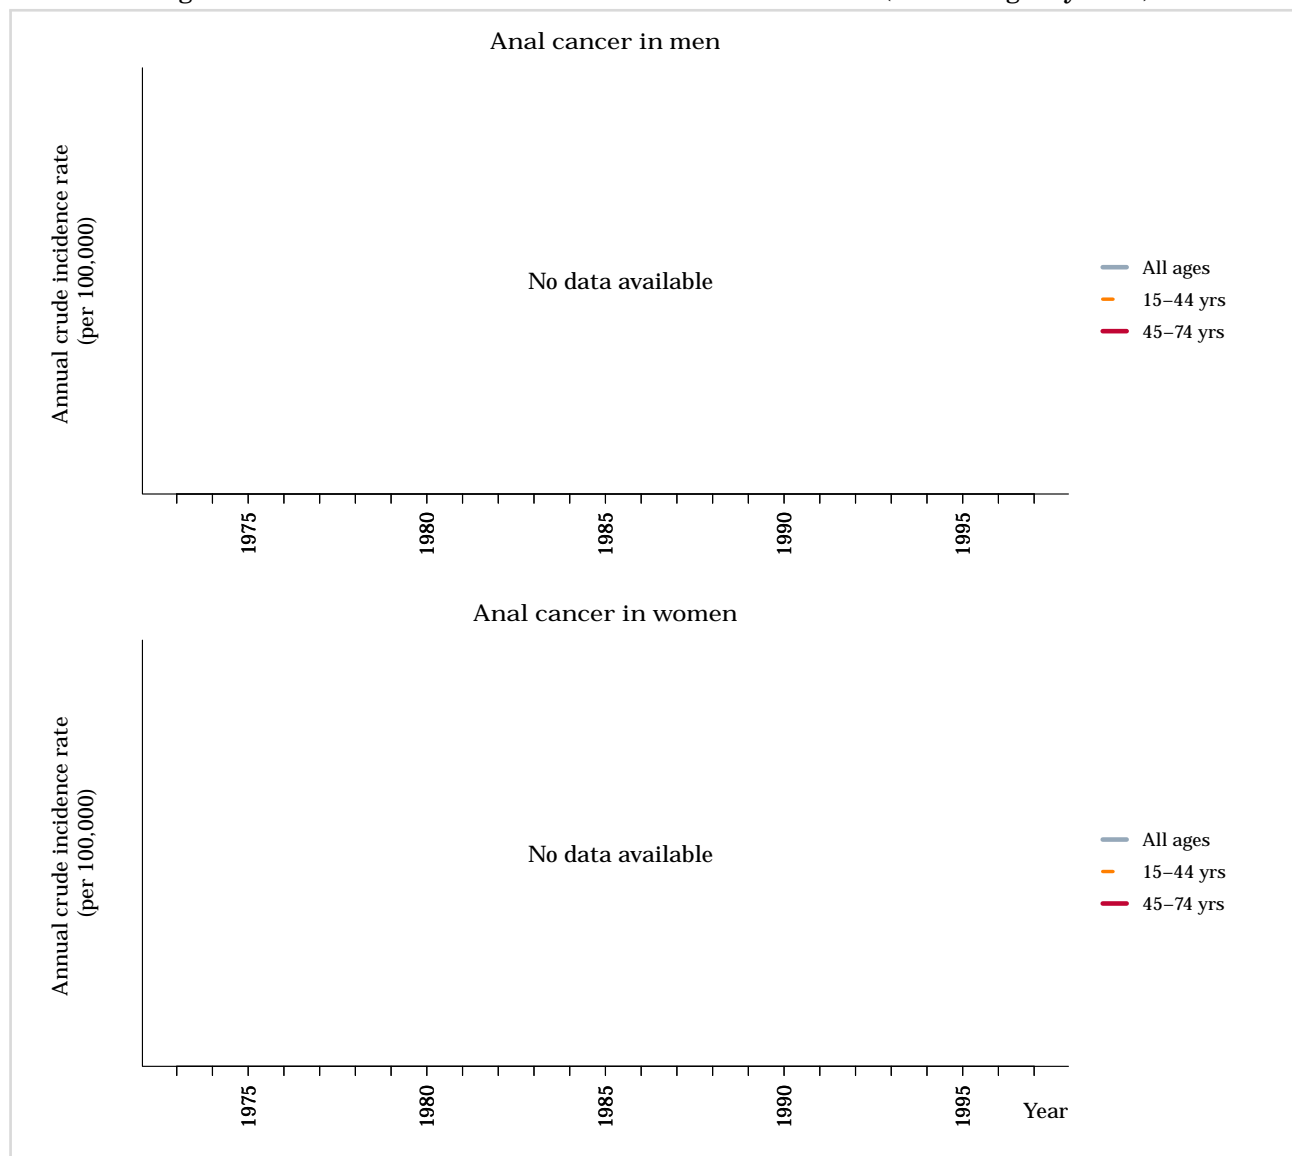 Anal cancer in men
Annual crude incidence rate
(per 100,000)
No data available
All ages
15–44 yrs
45–74 yrs
1975
1980
1985
1990
1995
Anal cancer in women
Annual crude incidence rate
(per 100,000)
No data available
All ages
15–44 yrs
45–74 yrs
1975
1980
1985
1990
1995
Year